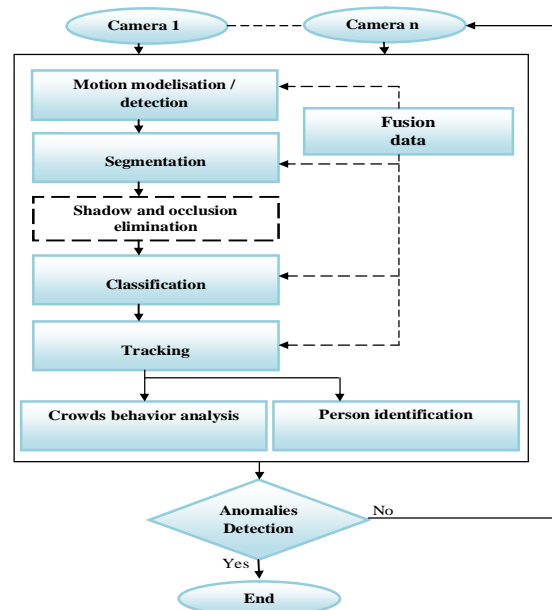 Camera 1
Camera n
Motion modelisation /
detection
Fusion
data
Segmentation
Shadow and occlusion
elimination
Classification
Tracking
Crowds behavior analysis
Person identification
Anomalies
Detection
No
Yes
End